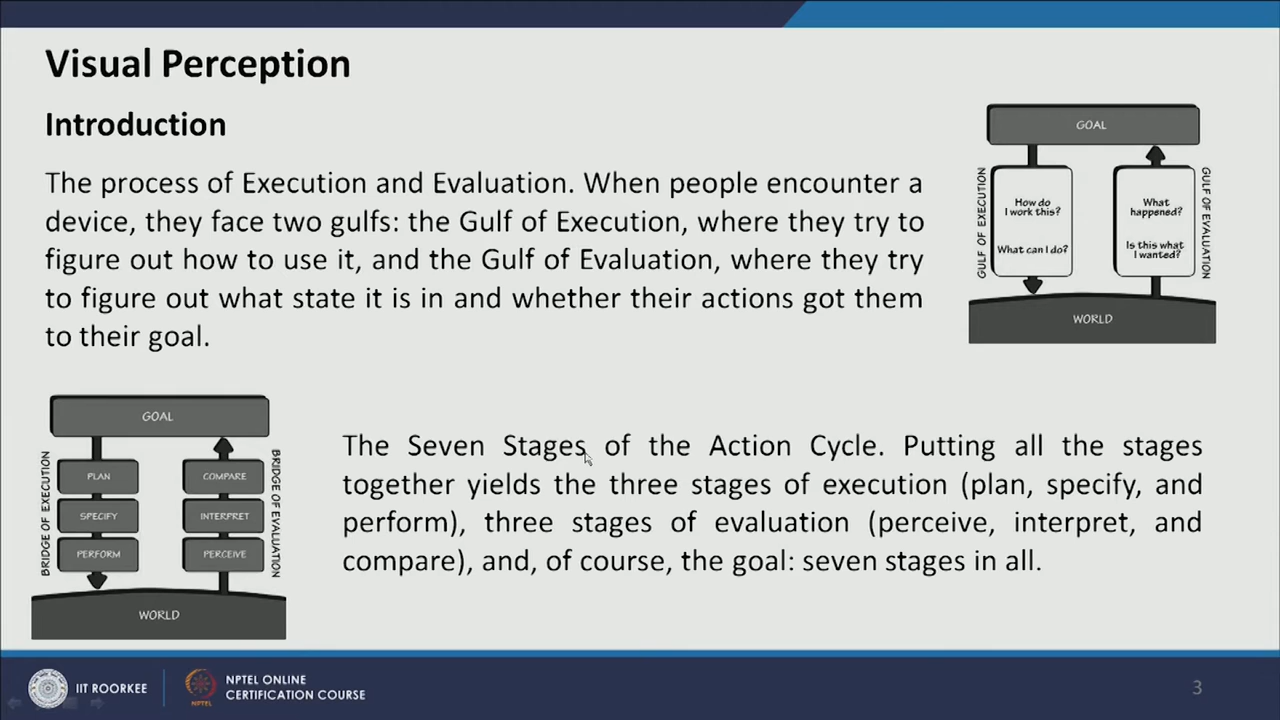 Visual Perception
Introduction
The process of Execution and Evaluation. When people encounter a
device, they face two gulfs: the Gulf of Execution, where they try to
figure out how to use it, and the Gulf of Evaluation, where they try
to figure out what state it is in and whether their actions got them
to their goal.
GOAL
GULF OF EXECUTION
How do
I work this?
What can I do?
What
happened?
Is this what
I wanted?
GULF OF EVALUATION
WORLD
GOAL
BRIDGE OF EXECUTION
PLAN
SPECIFY
PERFORM
COMPARE
INTERPRET
PERCEIVE
BRIDGE OF EVALUATION
WORLD
The Seven Stages of the Action Cycle. Putting all the stages
together yields the three stages of execution (plan, specify, and
perform), three stages of evaluation (perceive, interpret, and
compare), and, of course, the goal: seven stages in all.
IIT ROORKEE
NPTEL
NPTEL ONLINE
CERTIFICATION COURSE
3